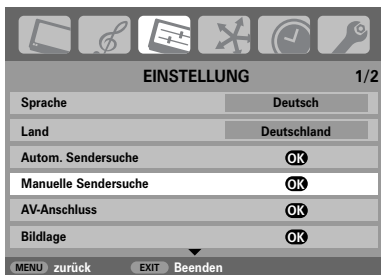 EINSTELLUNG 1/2
Sprache Deutsch
Land Deutschland
Autom. Sendersuche OK
Manuelle Sendersuche OK
AV-Anschluss OK
Bildlage OK
MENU zurück EXIT Beenden